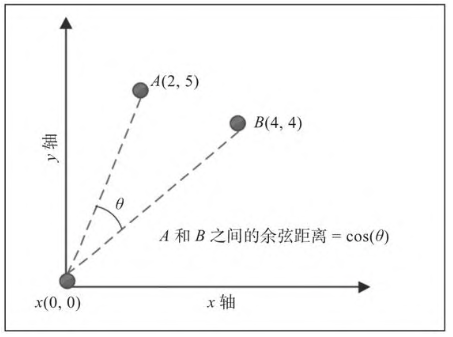 A(2, 5)
B(4, 4)
y 轴
θ
A 和 B 之间的余弦距离 = cos(θ)
x(0, 0)
x 轴